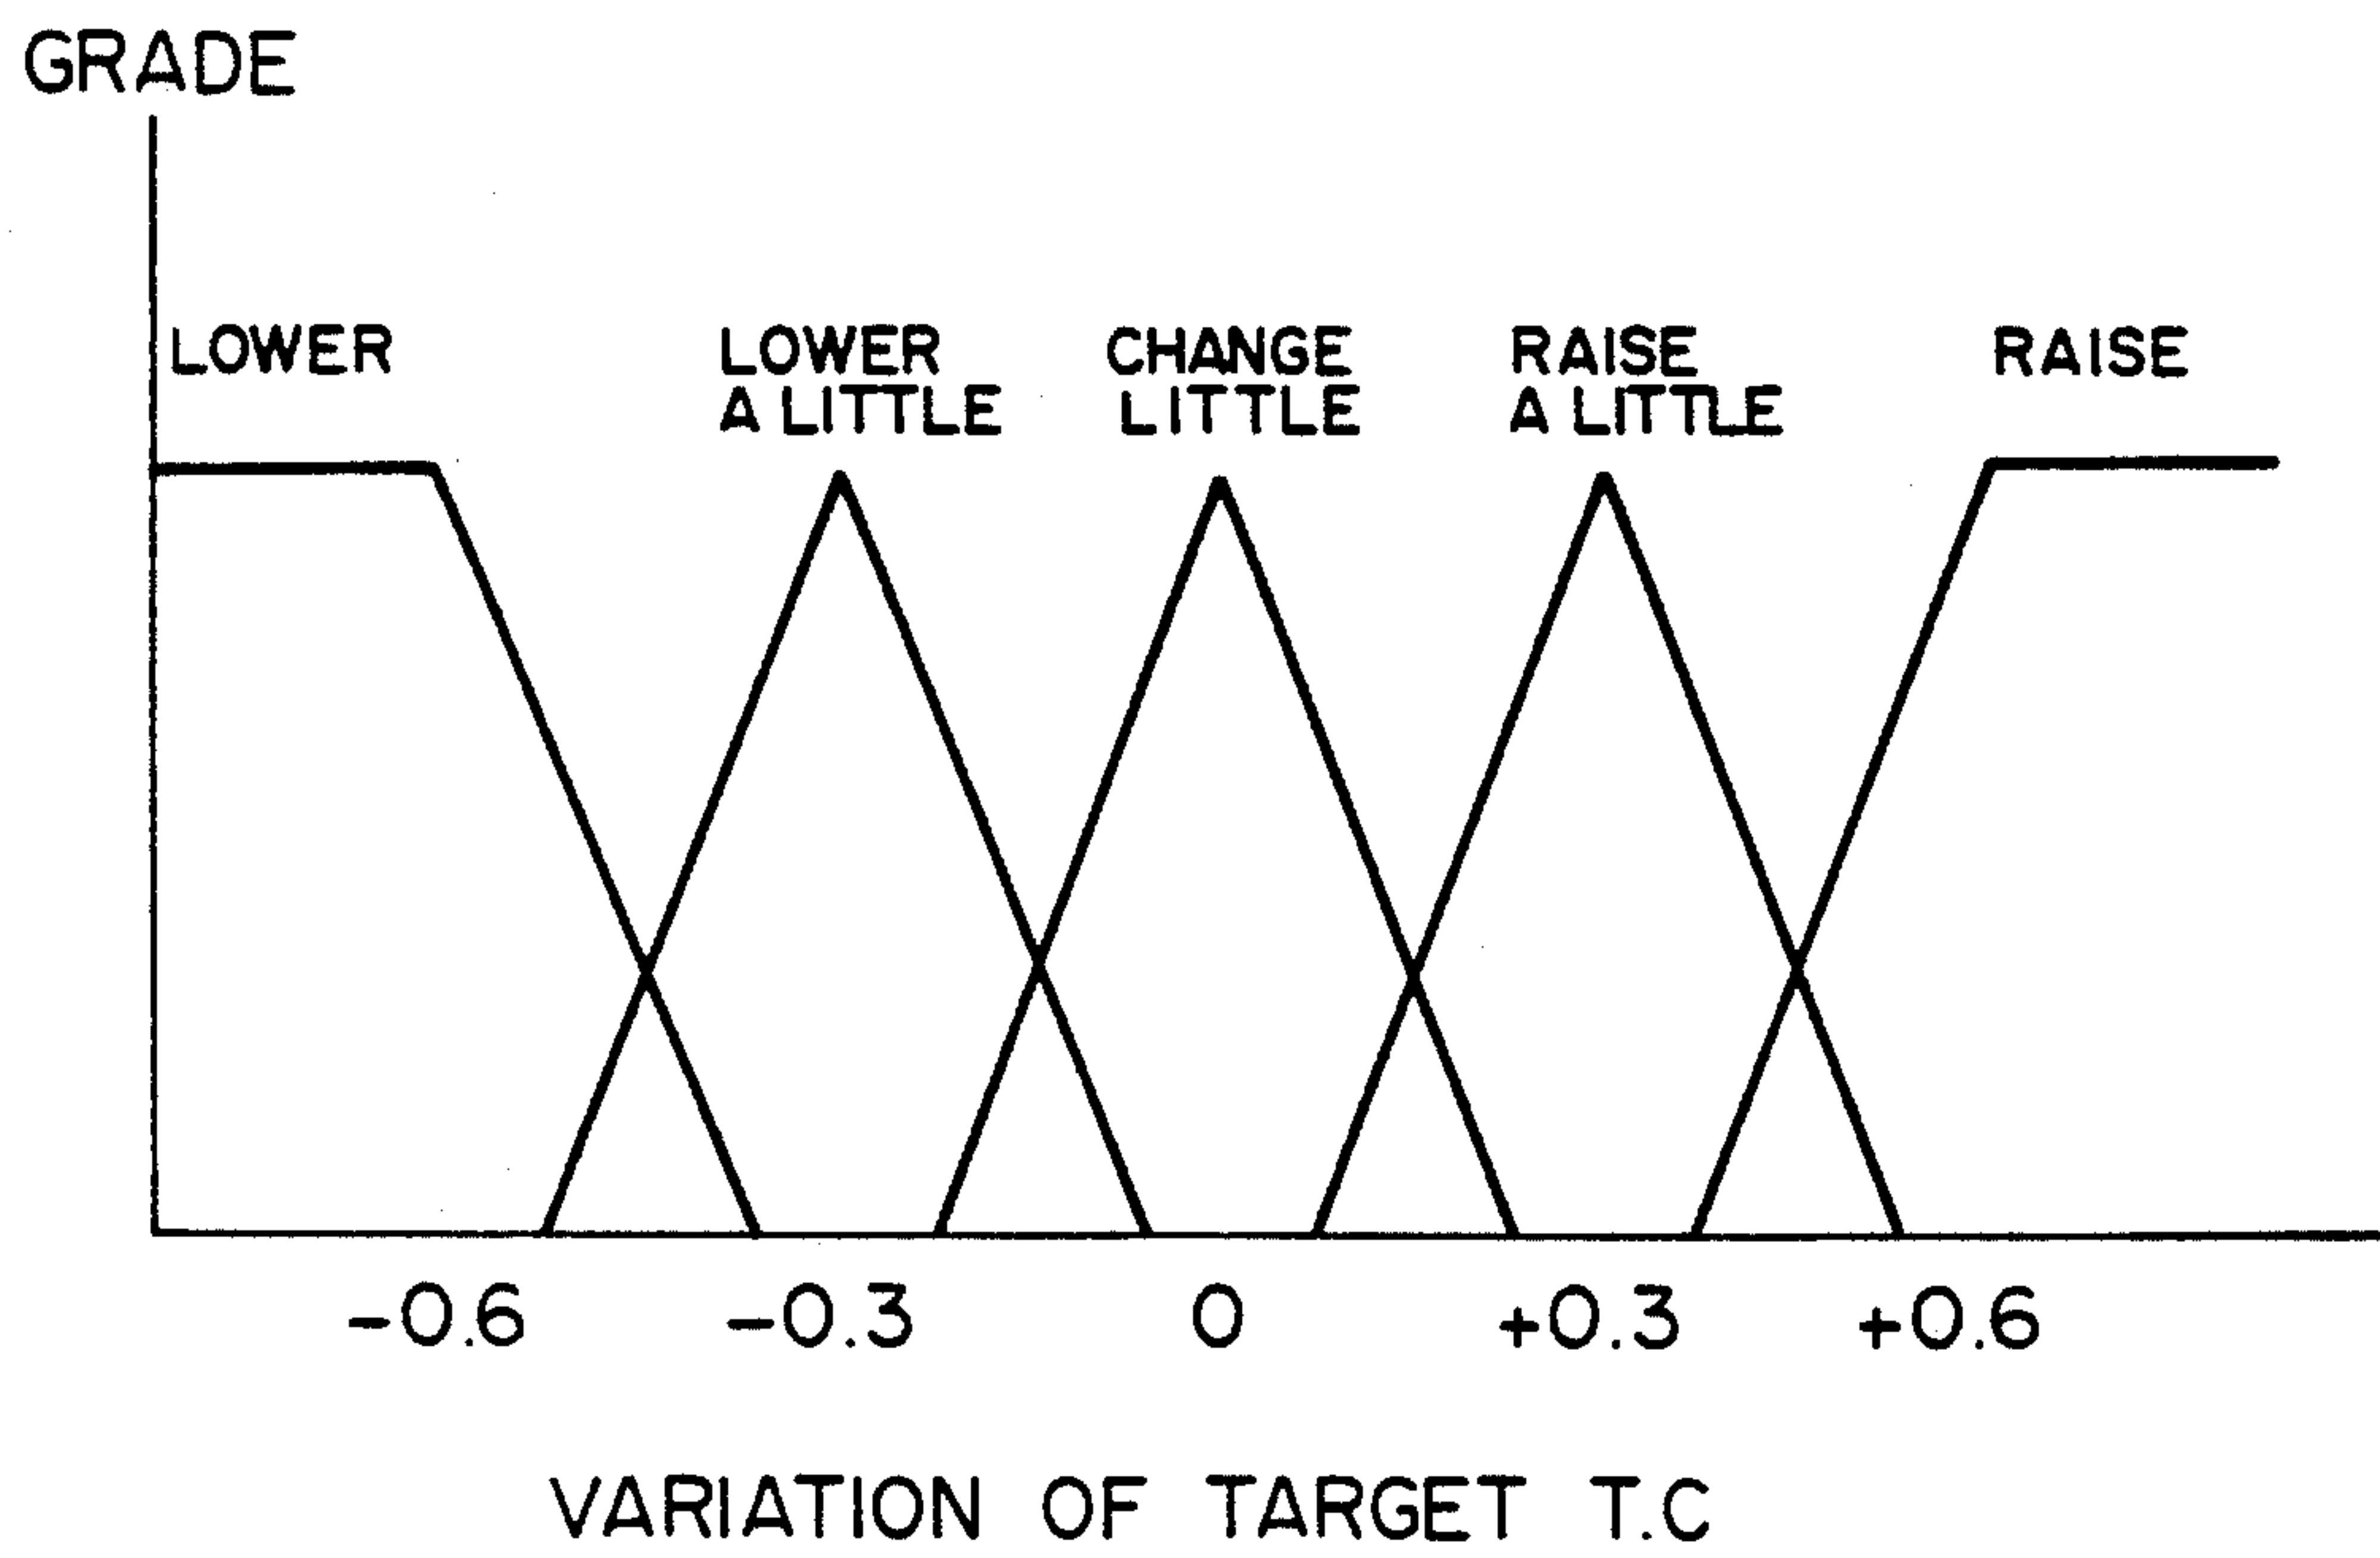 GRADE
LOWER
LOWER
A LITTLE
CHANGE
LITTLE
RAISE
A LITTLE
RAISE
-0.6
-0.3
0
+0.3
+0.6
VARIATION OF TARGET T.C